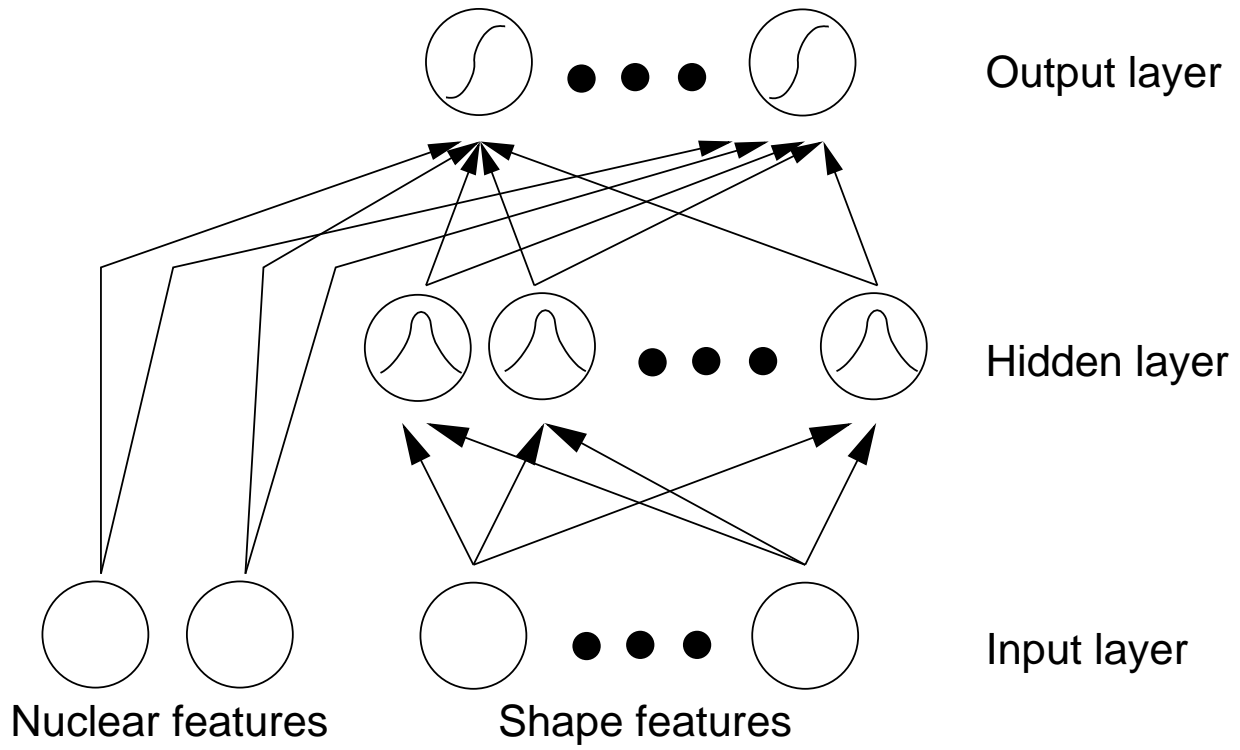 Output layer
Hidden layer
Input layer
Nuclear features
Shape features